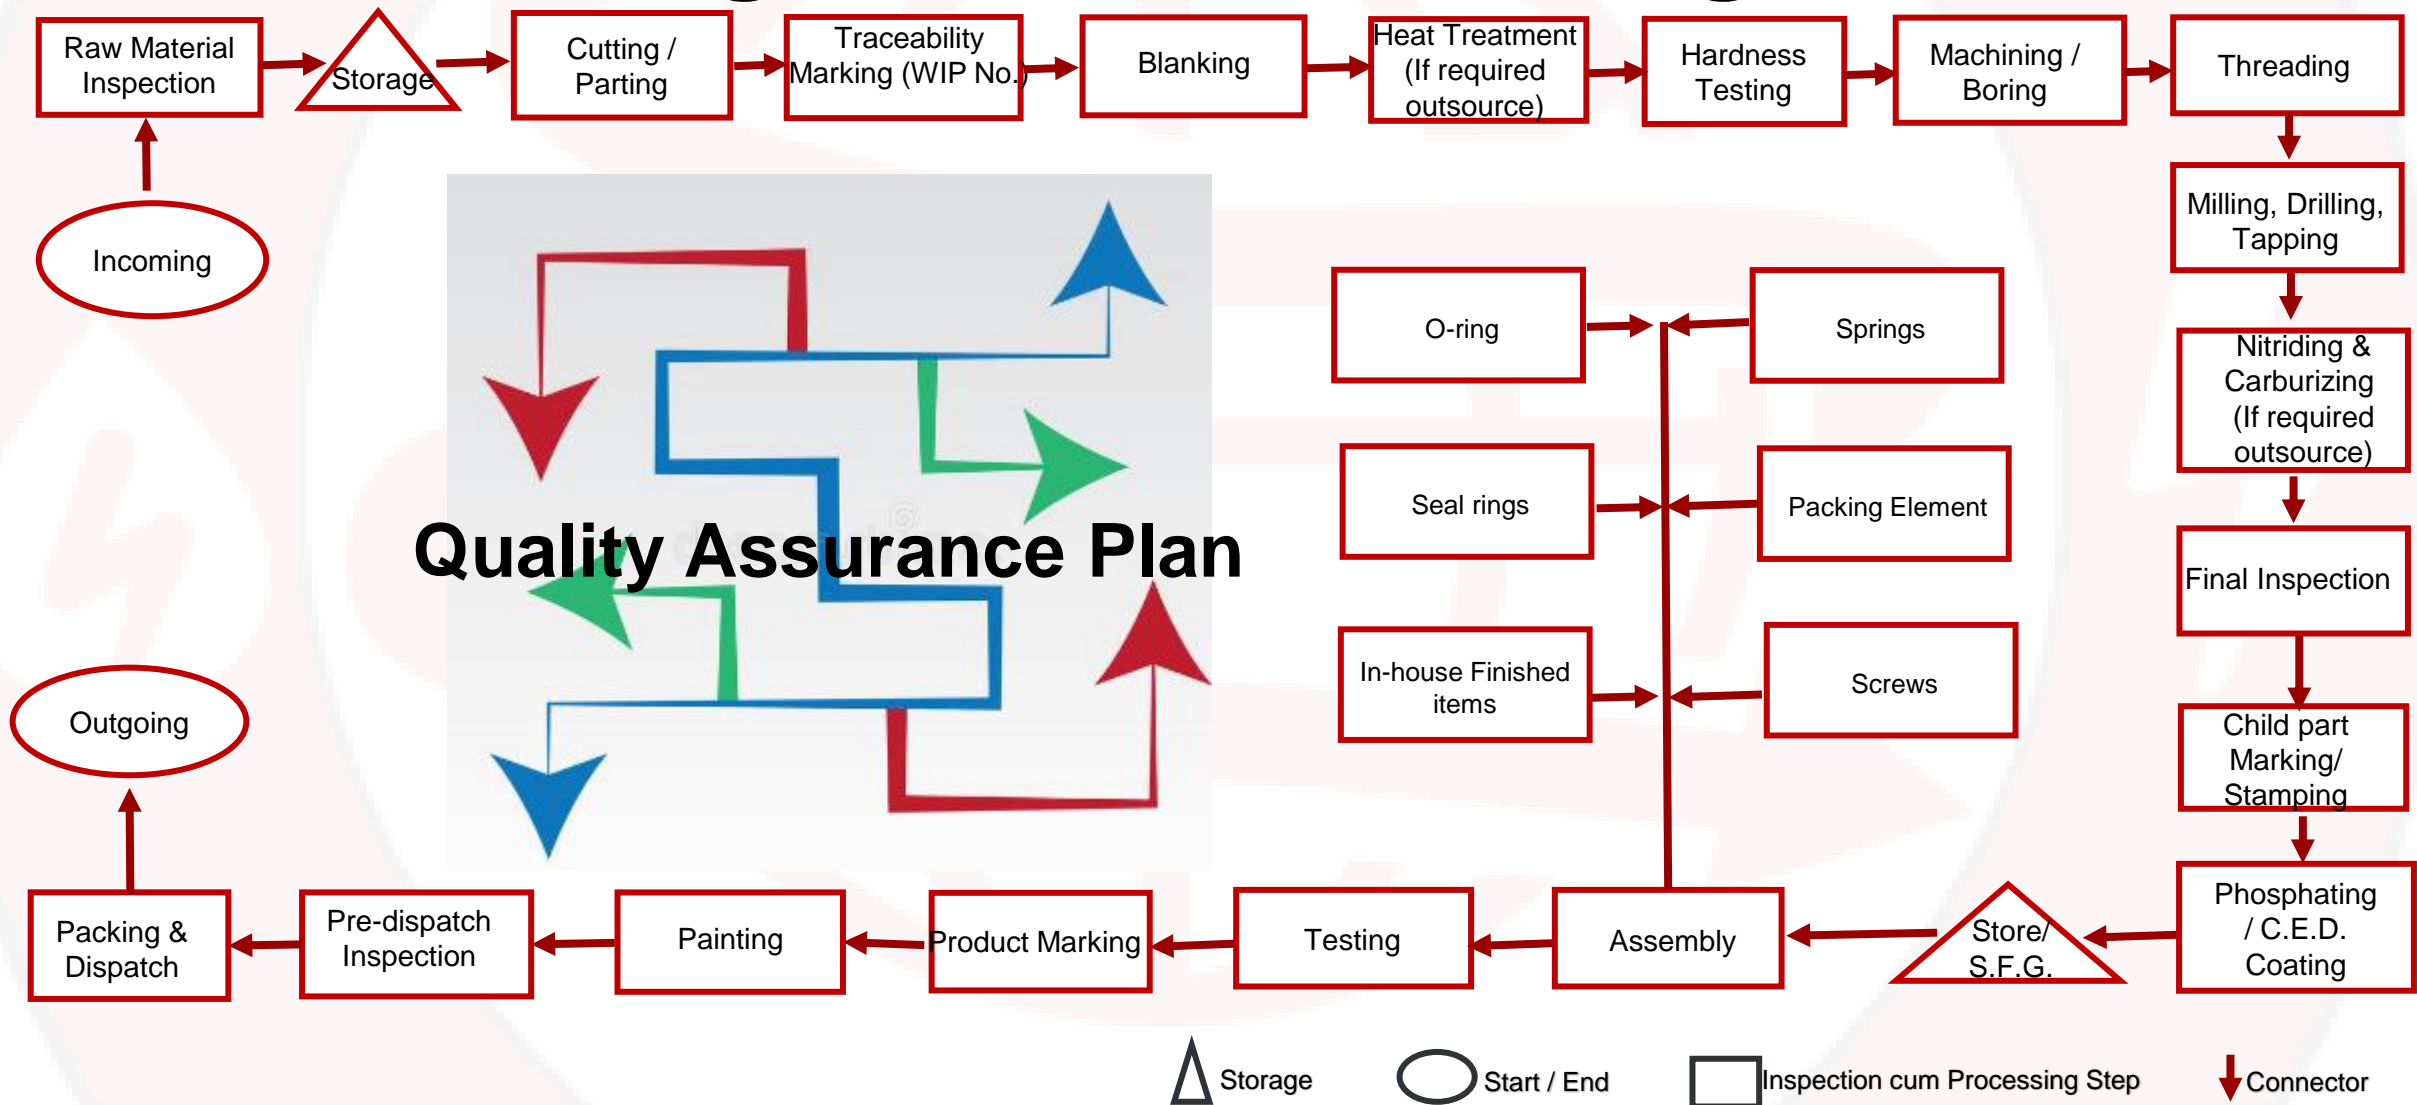 Raw Material
Inspection
Storage
Cutting /
Parting
Traceability
Marking (WIP No.)
Blanking
Heat Treatment
(If required
outsource)
Hardness
Testing
Machining /
Boring
Threading
Incoming
Milling, Drilling,
Tapping
O-ring
Springs
Nitriding &
Carburizing
(If required
outsource)
Seal rings
Packing Element
Quality Assurance Plan
Final Inspection
In-house Finished
items
Screws
Outgoing
Child part
Marking/
Stamping
Packing &
Dispatch
Pre-dispatch
Inspection
Painting
Product Marking
Testing
Assembly
Store/
S.F.G.
Phosphating
/ C.E.D.
Coating
Storage
Start / End
Inspection cum Processing Step
Connector